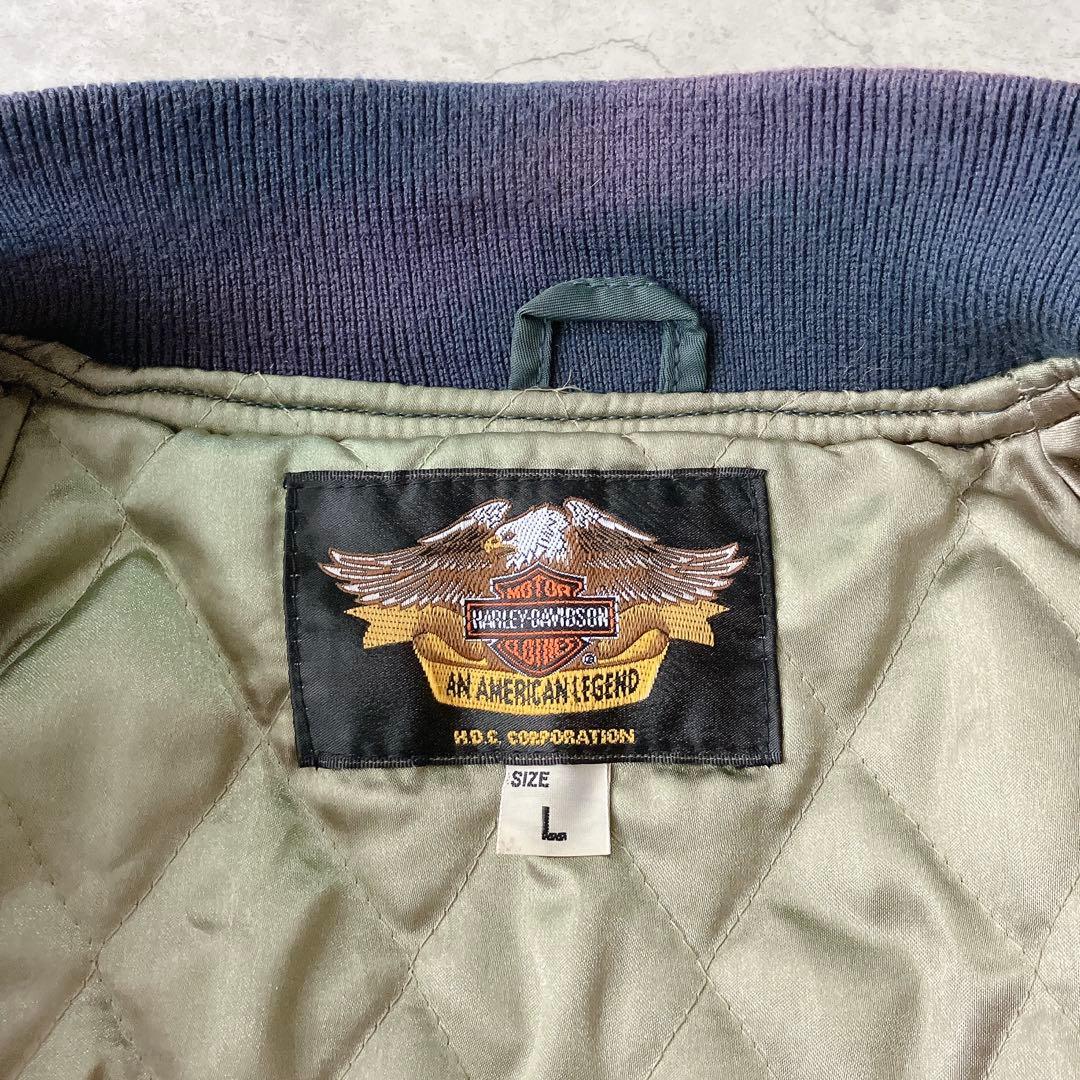 MOTOR
HARLEY-DAVIDSON
CLOTHES
®
AN AMERICAN LEGEND
H.D.C. CORPORATION
SIZE
L